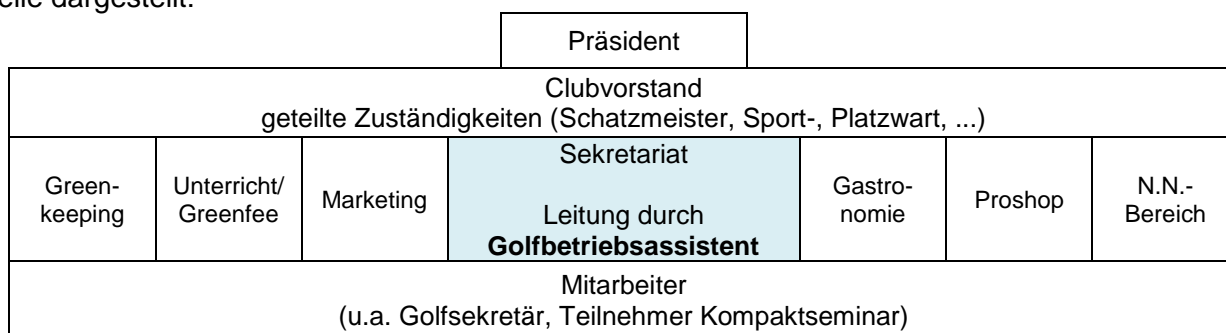 dargestellt.
Präsident
Clubvorstand
geteilte Zuständigkeiten (Schatzmeister, Sport-, Platzwart, ...)
Green-
keeping
Unterricht/
Greenfee
Marketing
Sekretariat
Leitung durch
Golfbetriebsassistent
Gastro-
nomie
Proshop
N.N.-
Bereich
Mitarbeiter
(u.a. Golfsekretär, Teilnehmer Kompaktseminar)